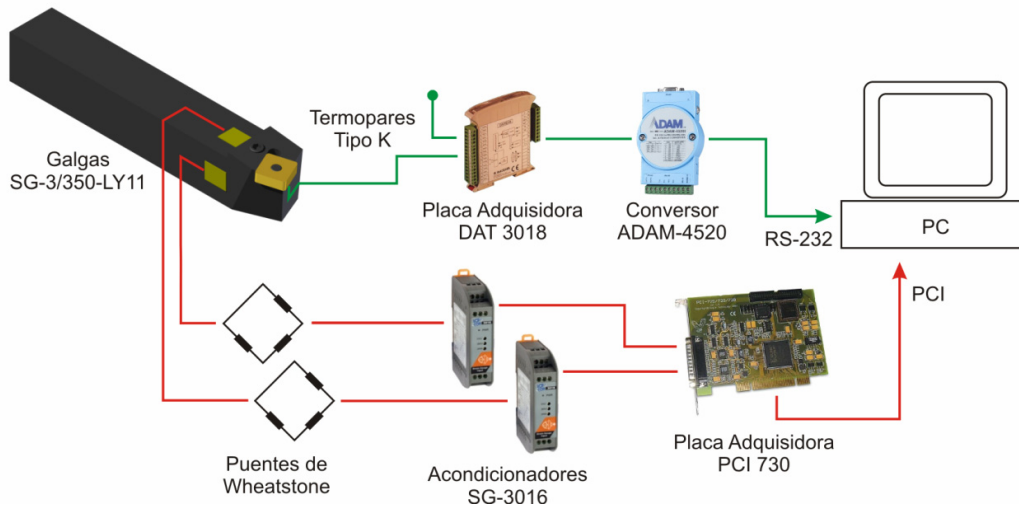 Termopares
Tipo K
Galgas
SG-3/350-LY11
ADAM
Placa Adquisidora
DAT 3018
Conversor
ADAM-4520
RS-232
PC
PCI
Puentes de
Wheatstone
Acondicionadores
SG-3016
Placa Adquisidora
PCI 730